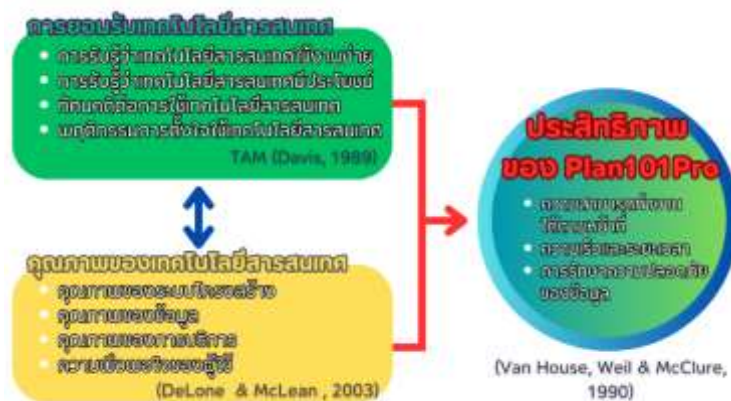 การยอมรับเทคโนโลยีสารสนเทศ
การรับรู้ว่าเทคโนโลยีสารสนเทศใช้งานง่าย
การรับรู้ว่าเทคโนโลยีสารสนเทศมีประโยชน์
ทัศนคติต่อการใช้เทคโนโลยีสารสนเทศ
พฤติกรรมการตั้งใจใช้เทคโนโลยีสารสนเทศ
TAM (Davis, 1989)
คุณภาพของเทคโนโลยีสารสนเทศ
คุณภาพของระบบโครงสร้าง
คุณภาพของข้อมูล
คุณภาพของการบริการ
ความพึงพอใจของผู้ใช้
(DeLone & McLean , 2003)
ประสิทธิภาพ
ของ Plan101Pro
ความสามารถใช้งาน
ได้ตามหน้าที่
ความเร็วและระยะเวลา
การรักษาความปลอดภัย
ของข้อมูล
(Van House, Weil & McClure,
1990)